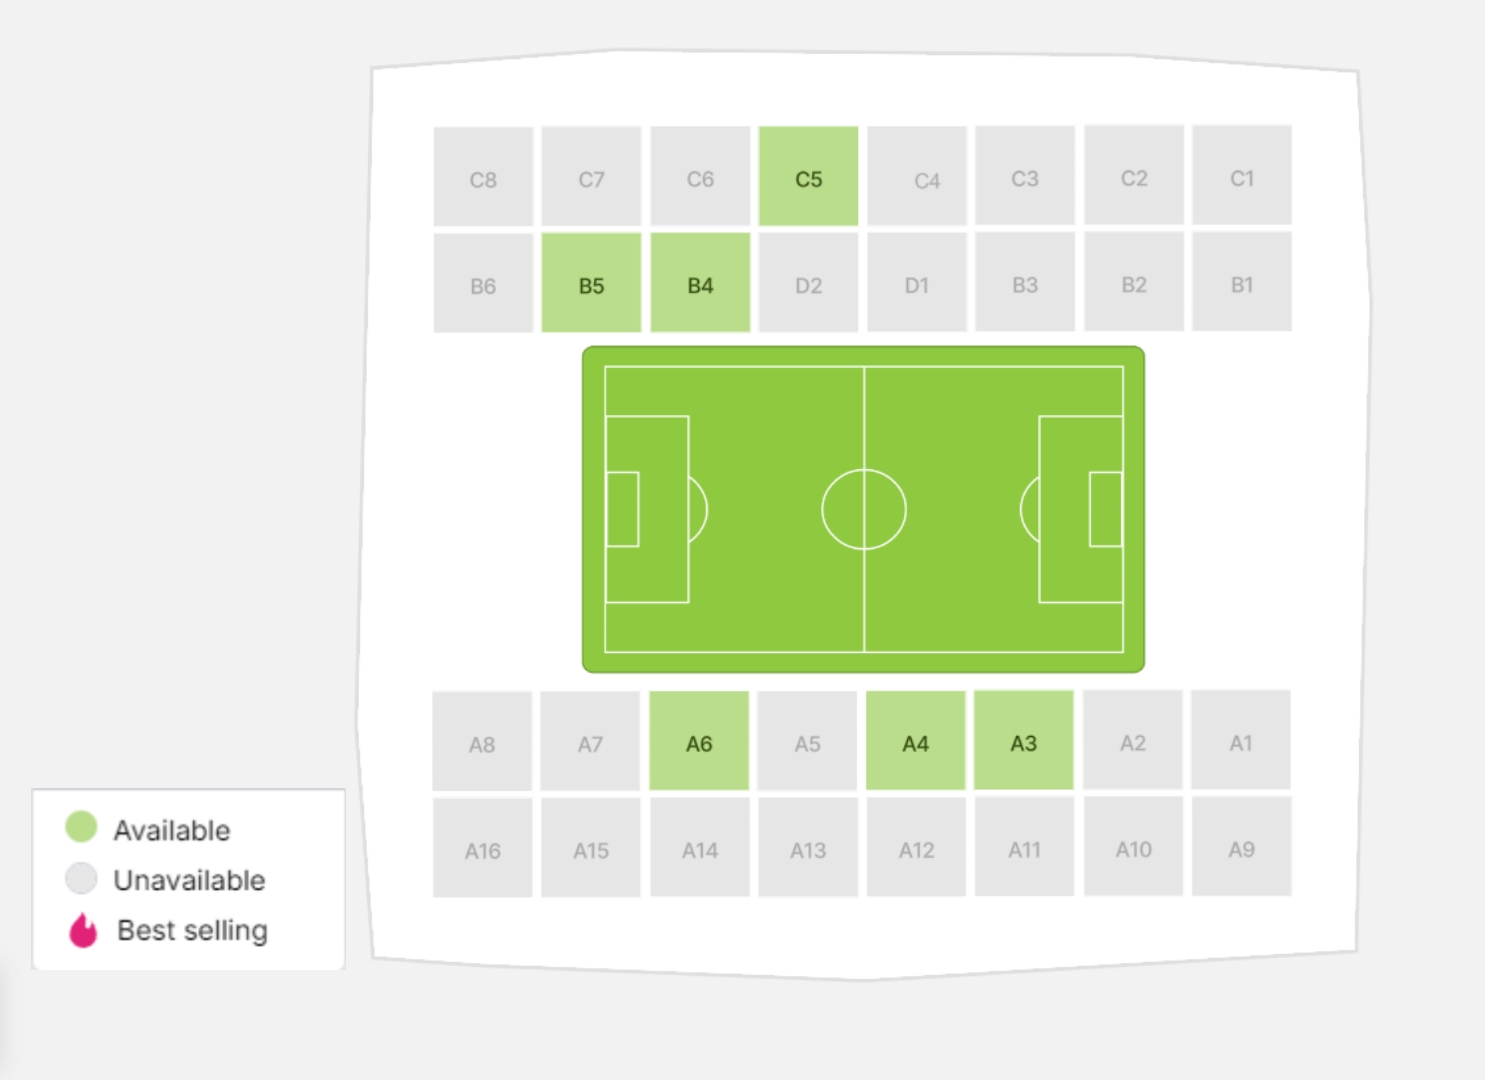 C8 C7 C6 C5 C4 C3 C2 C1
B6 B5 B4 D2 D1 B3 B2 B1
A8 A7 A6 A5 A4 A3 A2 A1
A16 A15 A14 A13 A12 A11 A10 A9
Available
Unavailable
Best selling